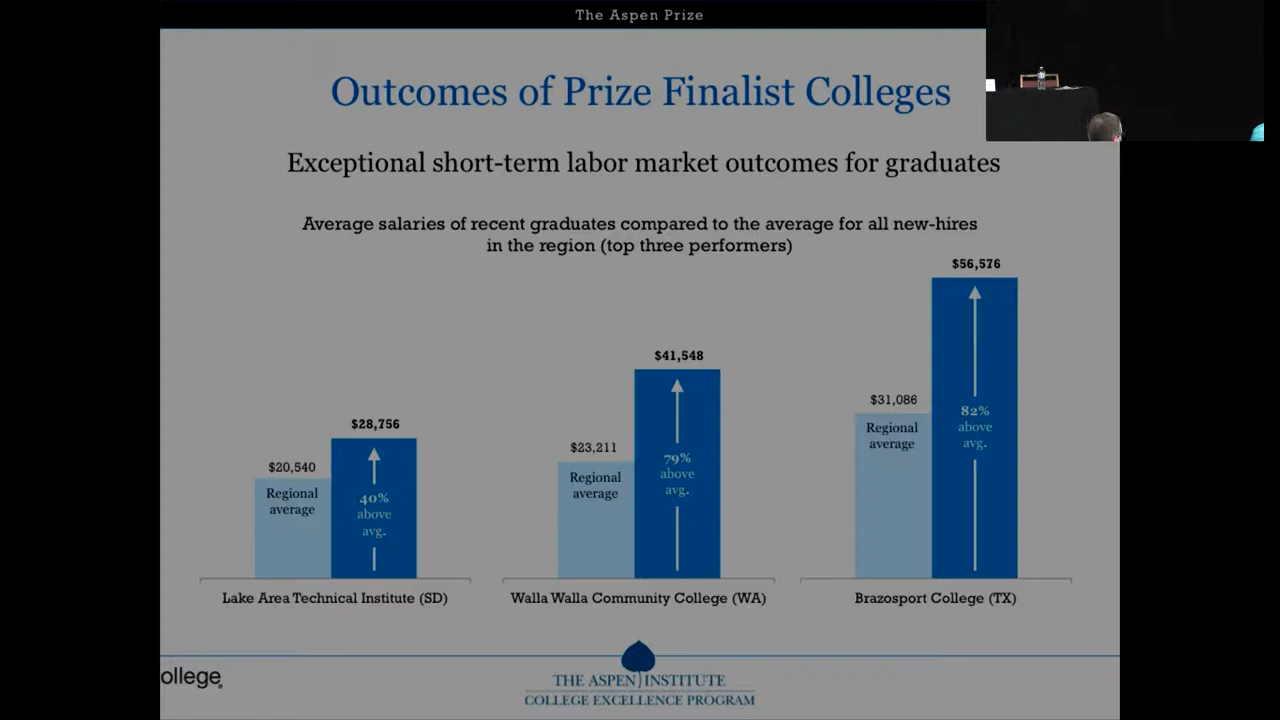 The Aspen Prize
Outcomes of Prize Finalist Colleges
Exceptional short-term labor market outcomes for graduates
Average salaries of recent graduates compared to the average for all new-hires
in the region (top three performers)
$20,540
Regional
average
$28,756
40%
above
avg.
Lake Area Technical Institute (SD)
$23,211
Regional
average
$41,548
79%
above
avg.
Walla Walla Community College (WA)
$31,086
Regional
average
$56,576
82%
above
avg.
Brazosport College (TX)
ollege
THE ASPEN INSTITUTE
COLLEGE EXCELLENCE PROGRAM